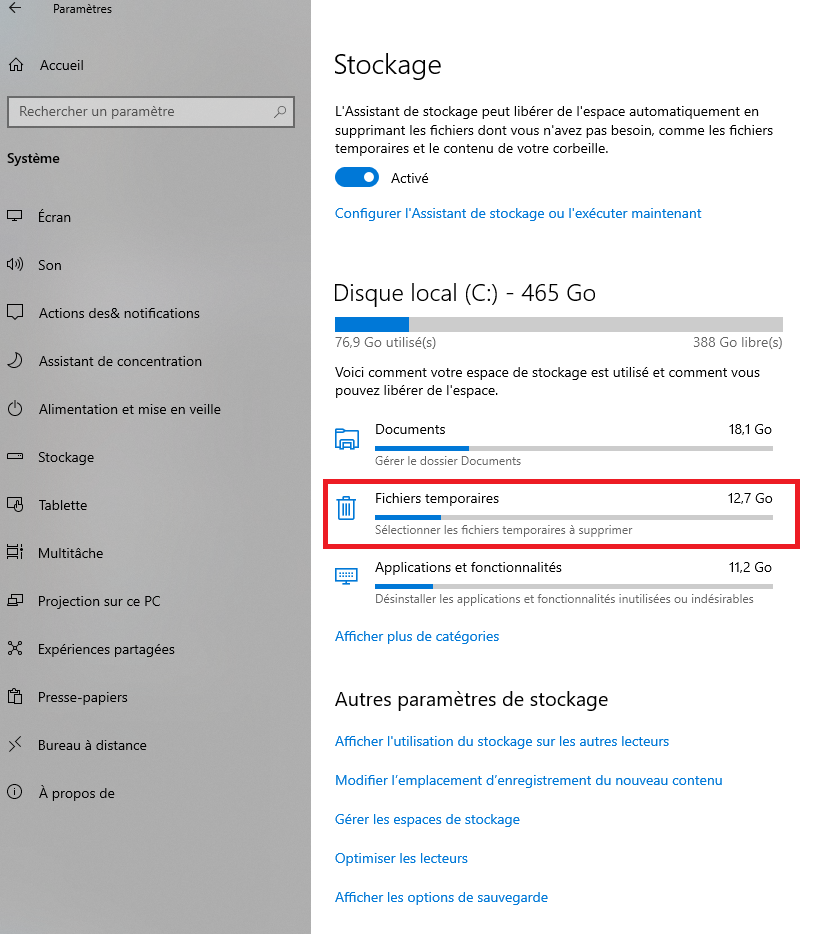 Paramètres
Accueil
Rechercher un paramètre
Système
Écran
Son
Actions des& notifications
Assistant de concentration
Alimentation et mise en veille
Stockage
Tablette
Multitâche
Projection sur ce PC
Expériences partagées
Presse-papiers
Bureau à distance
À propos de
Stockage
L'Assistant de stockage peut libérer de l'espace automatiquement en
supprimant les fichiers dont vous n'avez pas besoin, comme les fichiers
temporaires et le contenu de votre corbeille.
Activé
Configurer l'Assistant de stockage ou l'exécuter maintenant
Disque local (C:) - 465 Go
76,9 Go utilisé(s) 388 Go libre(s)
Voici comment votre espace de stockage est utilisé et comment vous
pouvez libérer de l'espace.
Documents 18,1 Go
Gérer le dossier Documents
Fichiers temporaires 12,7 Go
Sélectionner les fichiers temporaires à supprimer
Applications et fonctionnalités 11,2 Go
Désinstaller les applications et fonctionnalités inutilisées ou indésirables
Afficher plus de catégories
Autres paramètres de stockage
Afficher l'utilisation du stockage sur les autres lecteurs
Modifier l’emplacement d’enregistrement du nouveau contenu
Gérer les espaces de stockage
Optimiser les lecteurs
Afficher les options de sauvegarde